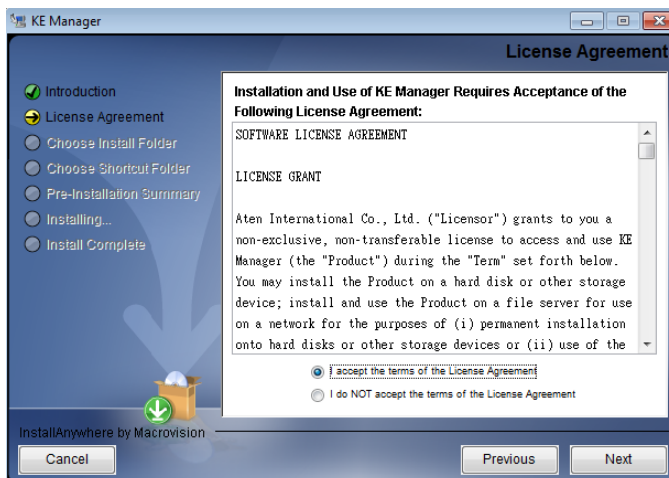 KE Manager
License Agreement
Introduction
License Agreement
Choose Install Folder
Choose Shortcut Folder
Pre-Installation Summary
Installing...
Install Complete
Installation and Use of KE Manager Requires Acceptance of the
Following License Agreement:
SOFTWARE LICENSE AGREEMENT
LICENSE GRANT
Aten International Co., Ltd. ("Licensor") grants to you a
non-exclusive, non-transferable license to access and use KE
Manager (the "Product") during the "Term" set forth below.
You may install the Product on a hard disk or other storage
device; install and use the Product on a file server for use
on a network for the purposes of (i) permanent installation
onto hard disks or other storage devices or (ii) use of the
I accept the terms of the License Agreement
I do NOT accept the terms of the License Agreement
InstallAnywhere by Macrovision
Cancel
Previous
Next